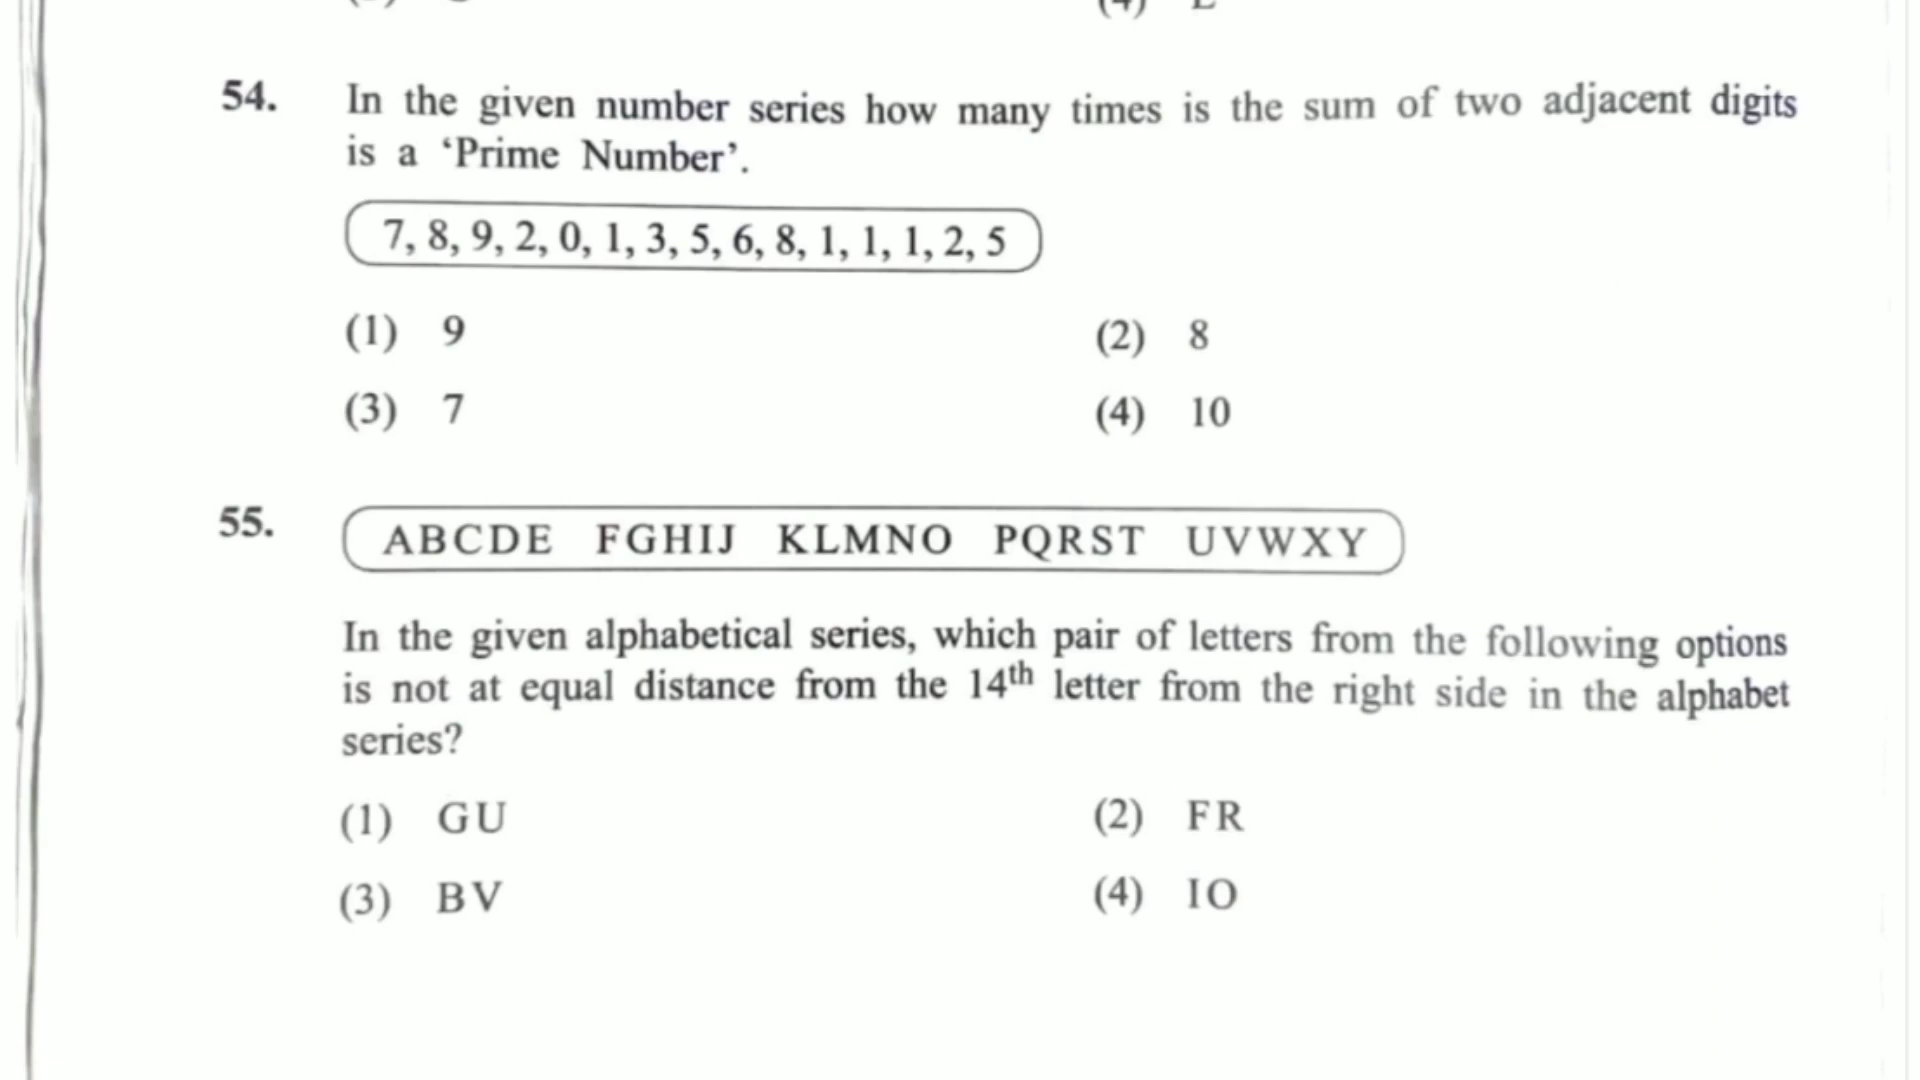 54. In the given number series how many times is the sum of two adjacent digits
is a ‘Prime Number’.
7, 8, 9, 2, 0, 1, 3, 5, 6, 8, 1, 1, 1, 2, 5
(1) 9 (2) 8
(3) 7 (4) 10
55. ABCDE FGHIJ KLMNO PQRST UVWXY
In the given alphabetical series, which pair of letters from the following options
is not at equal distance from the 14th letter from the right side in the alphabet
series?
(1) GU (2) FR
(3) BV (4) IO